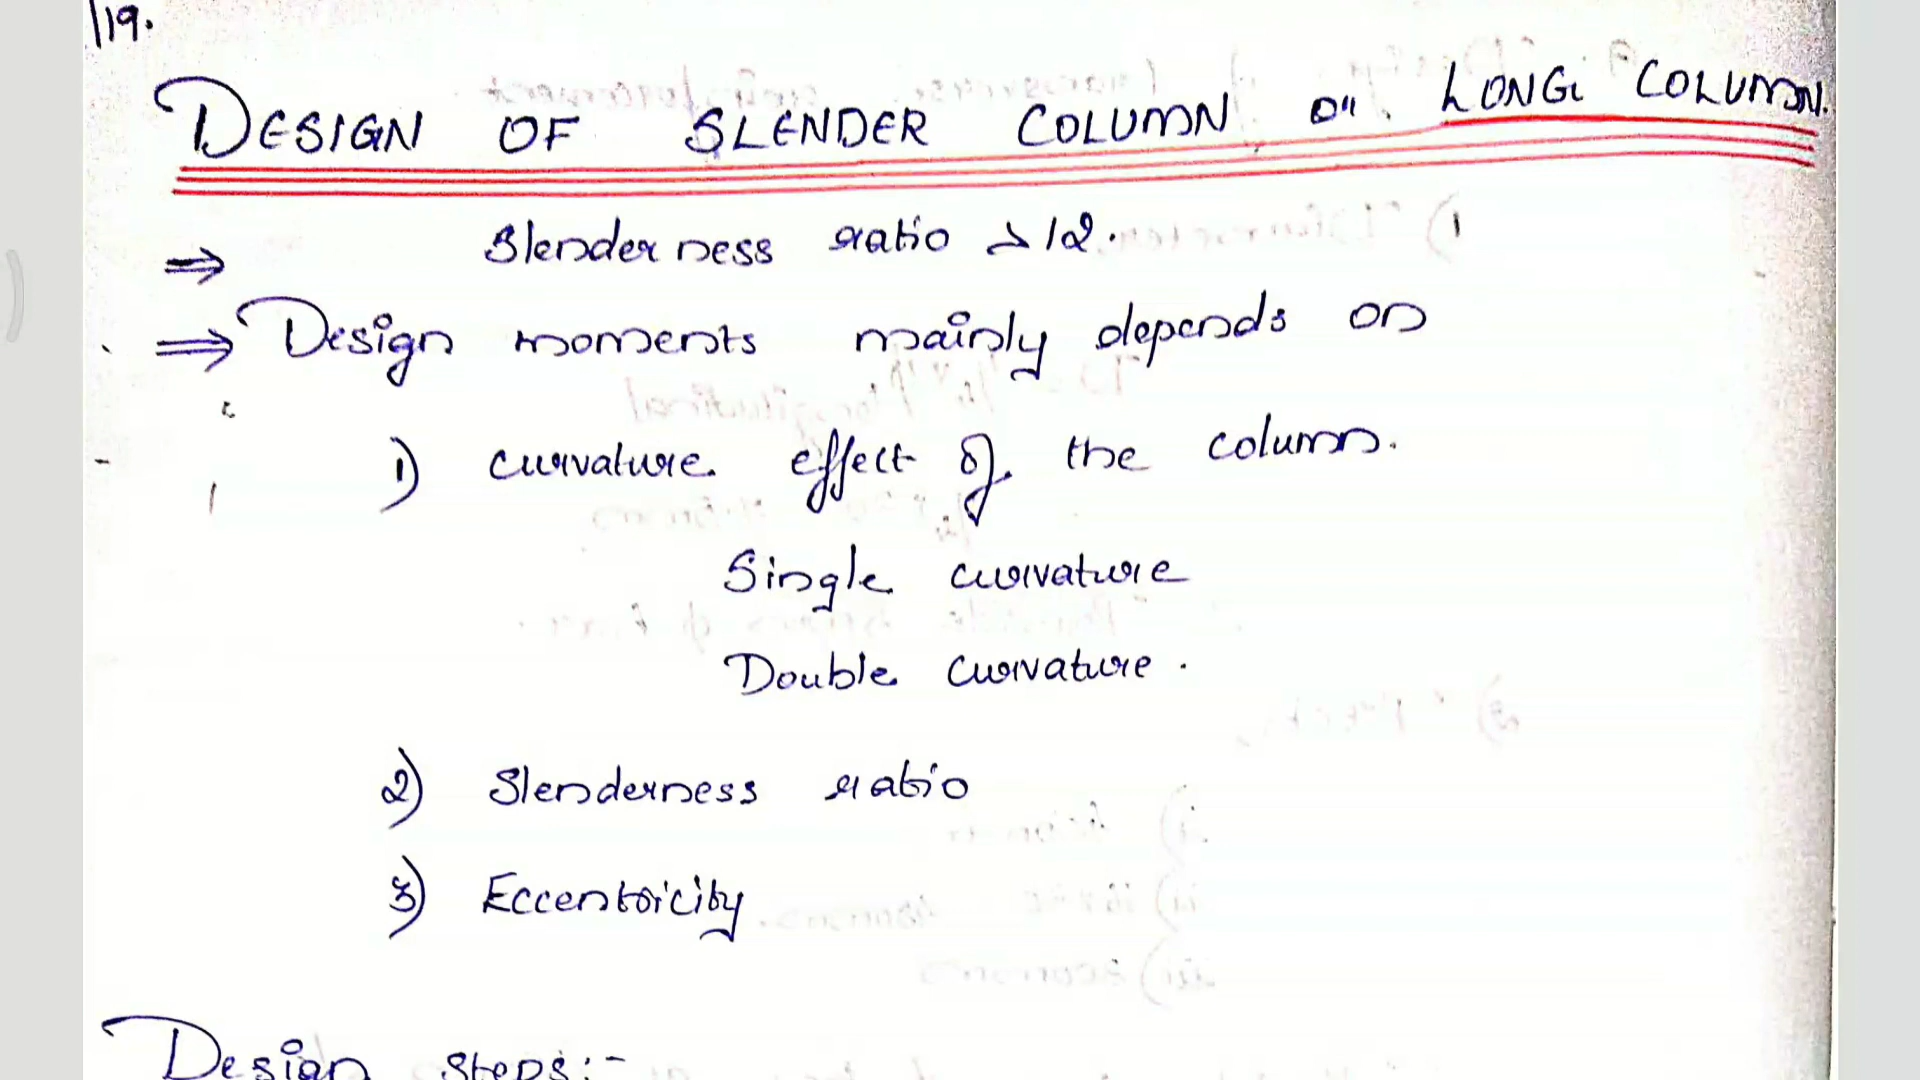 119.
DESIGN OF SLENDER COLUMN or LONG COLUMN.
⇒ Slenderness ratio > 12.
⇒ Design moments mainly depends on
1) curvature effect of the column.
Single curvature
Double curvature.
2) Slenderness ratio
3) Eccentricity
Design steps:-